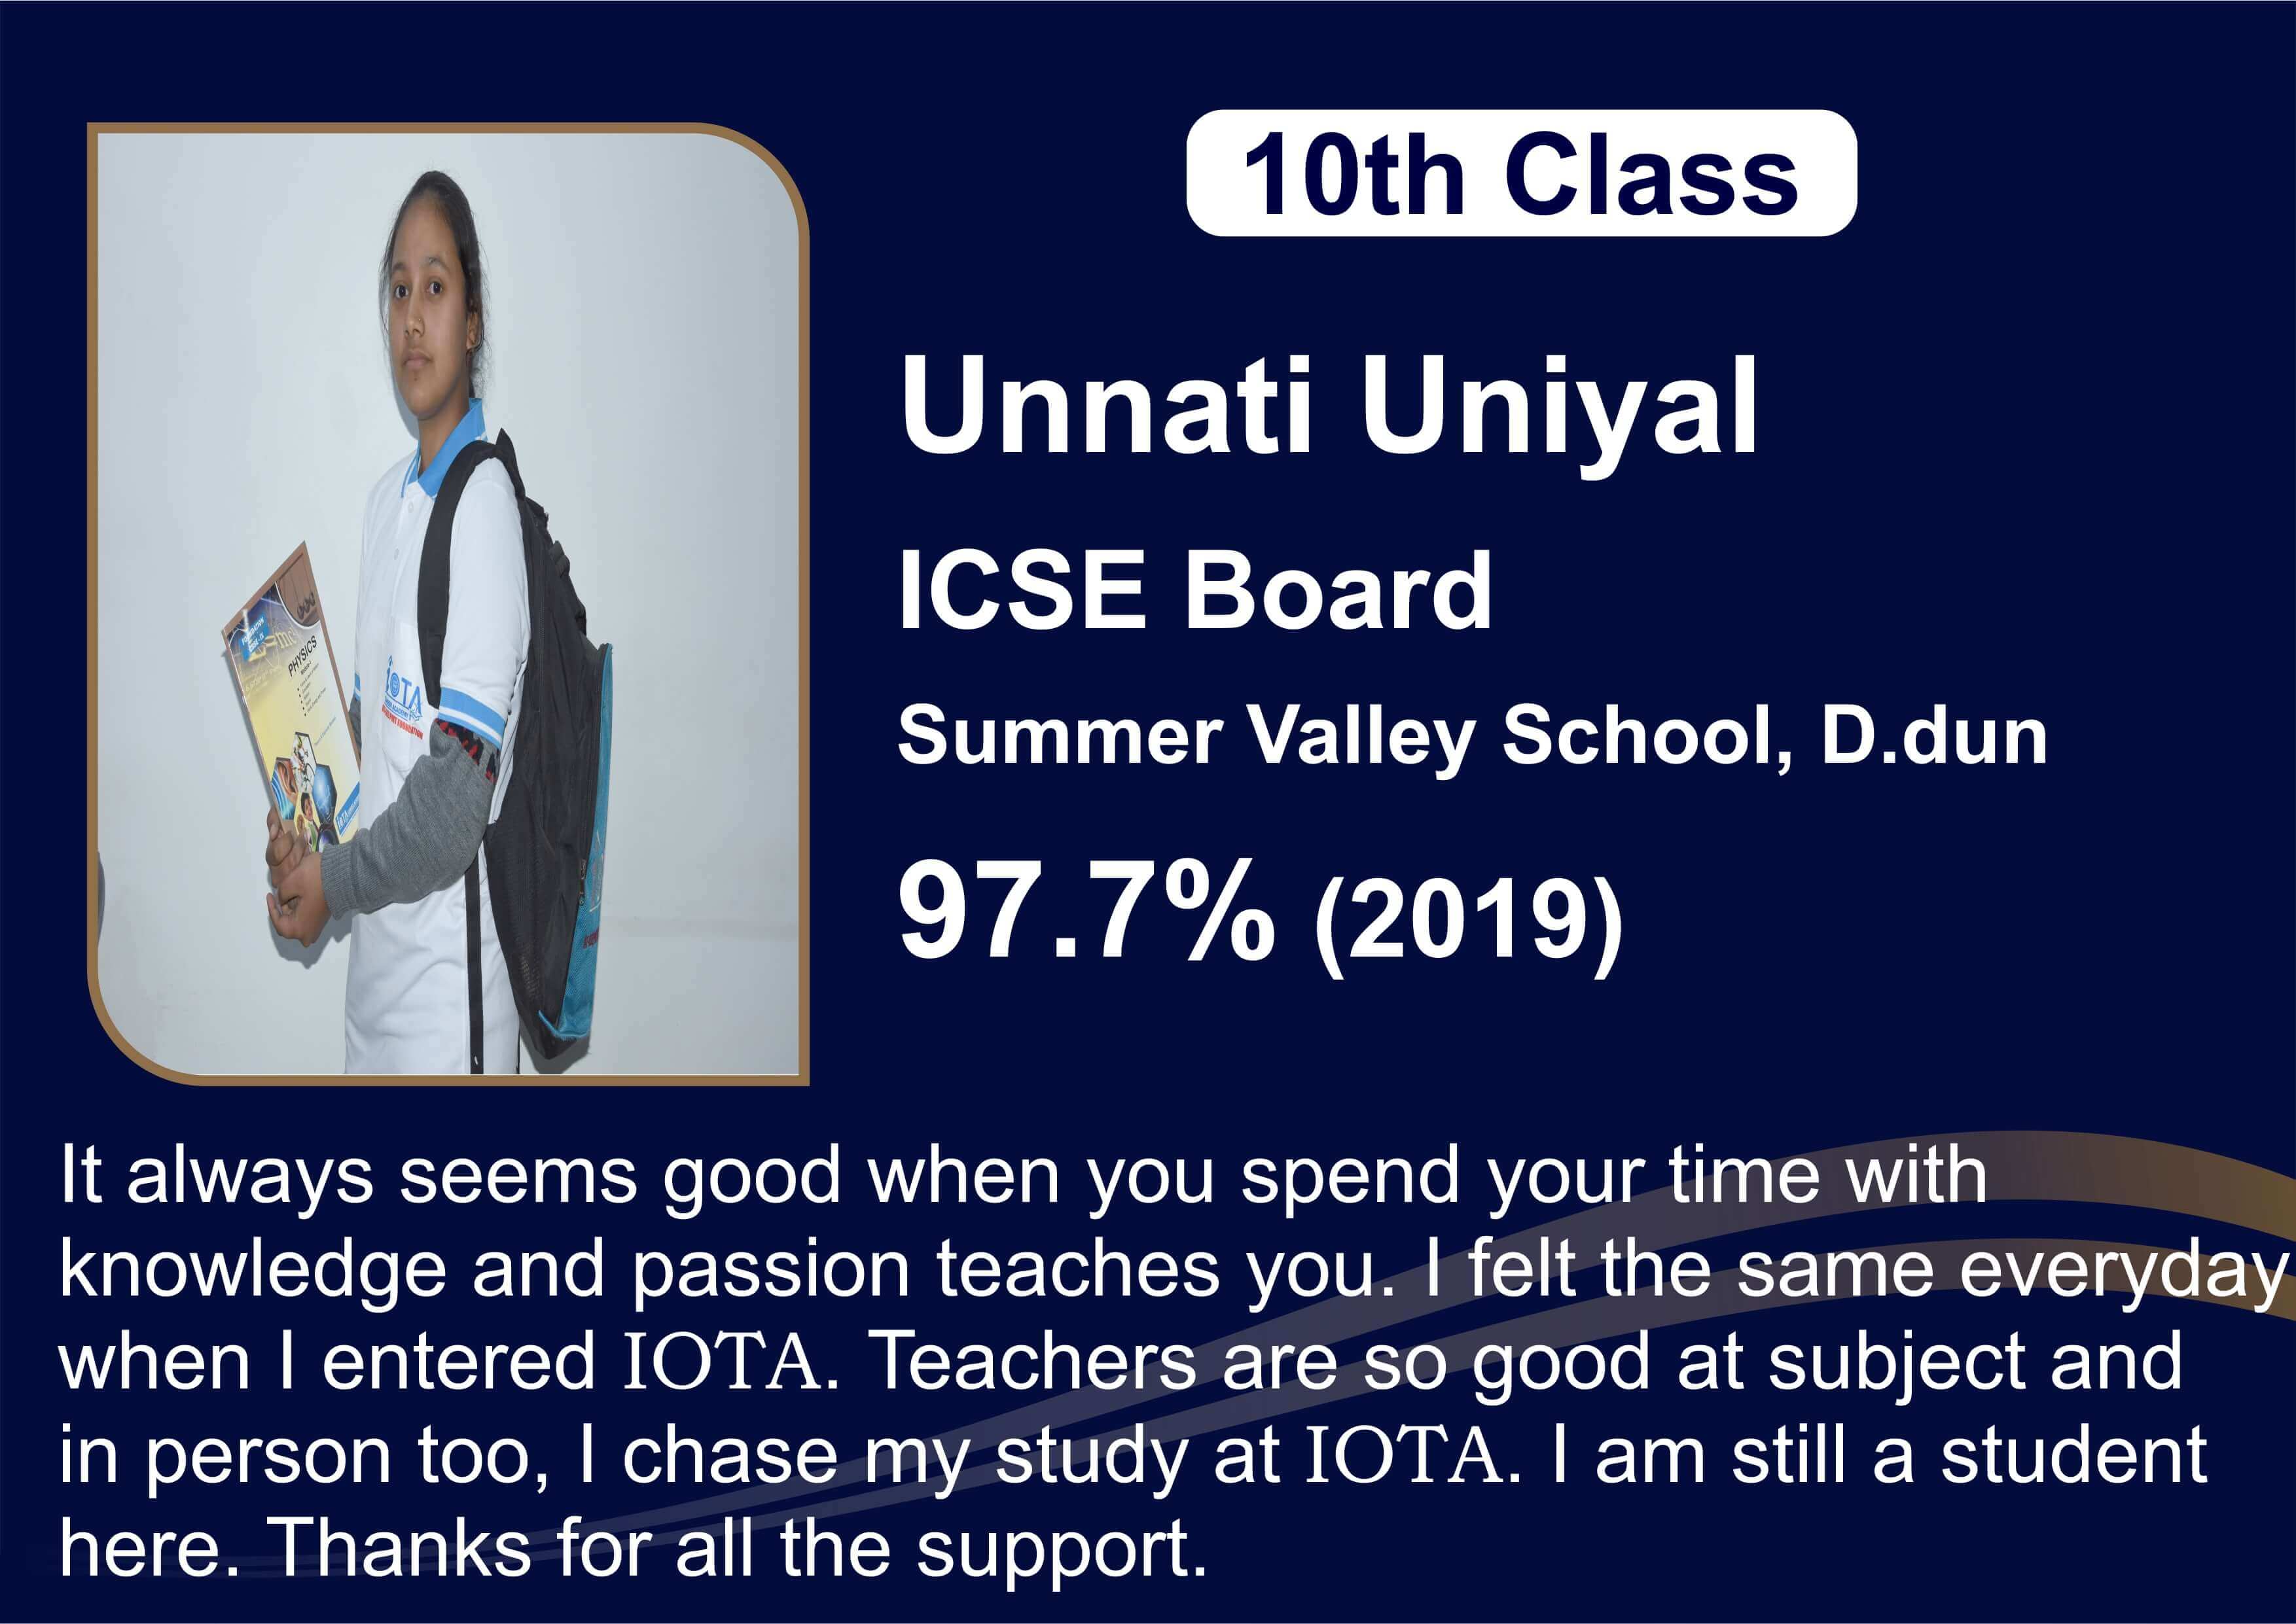 10th Class
Unnati Uniyal
ICSE Board
Summer Valley School, D.dun
97.7% (2019)
PHYSICS
IOTA
It always seems good when you spend your time with
knowledge and passion teaches you. I felt the same everyday
when I entered IOTA. Teachers are so good at subject and
in person too, I chase my study at IOTA. I am still a student
here. Thanks for all the support.